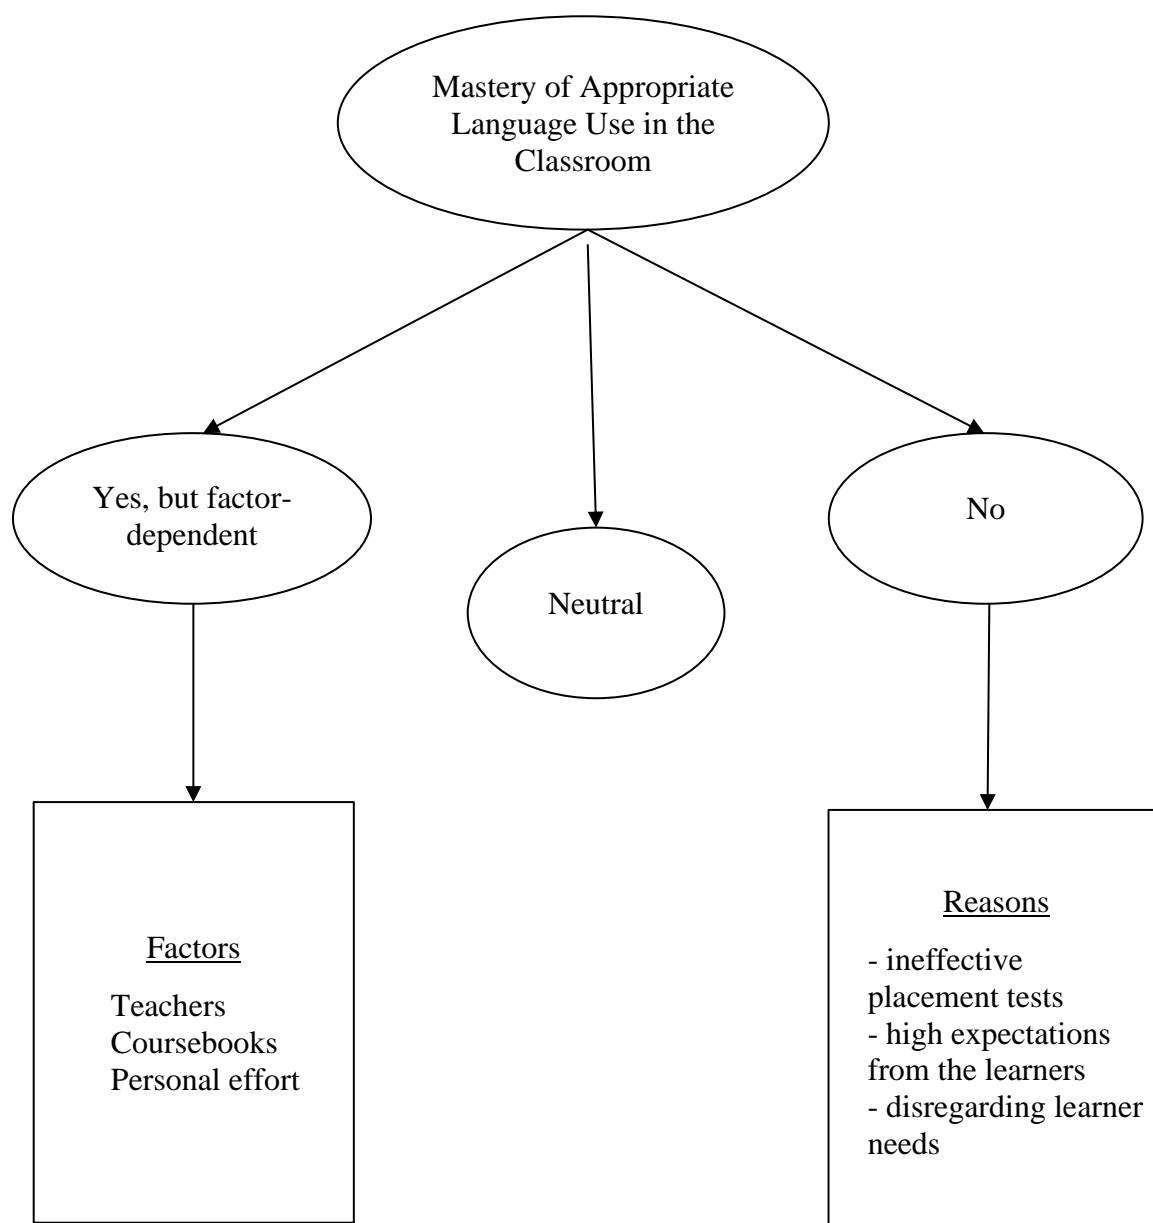 Mastery of Appropriate
Language Use in the
Classroom
Yes, but factor-
dependent
Neutral
No
Factors
Teachers
Coursebooks
Personal effort
Reasons
- ineffective
placement tests
- high expectations
from the learners
- disregarding learner
needs